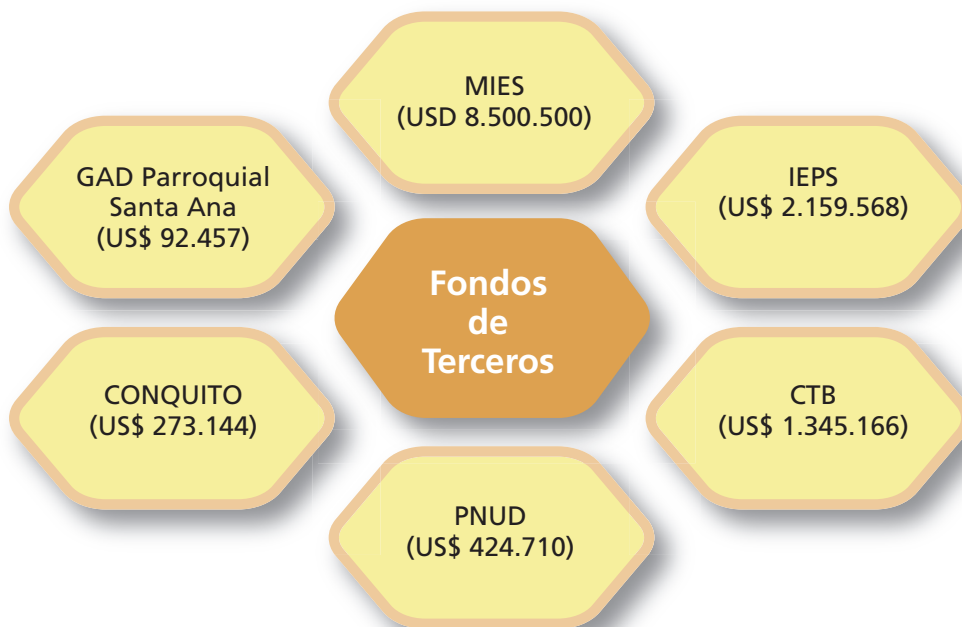 MIES
(USD 8.500.500)
GAD Parroquial
Santa Ana
(US$ 92.457)
IEPS
(US$ 2.159.568)
Fondos
de
Terceros
CONQUITO
(US$ 273.144)
CTB
(US$ 1.345.166)
PNUD
(US$ 424.710)